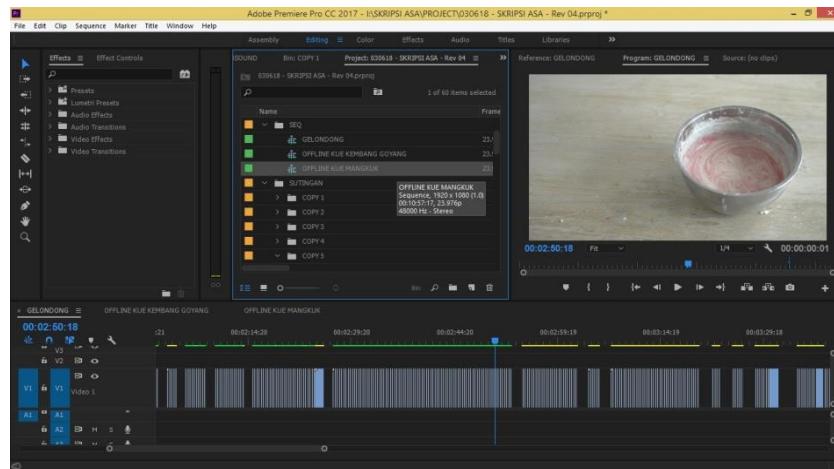 Adobe Premiere Pro CC 2017 - I:\SKRIPSI ASA\PROJECT\030618 - SKRIPSI ASA - Rev 04.prproj *
File Edit Clip Sequence Marker Title Window Help
Assembly Editing Color Effects Audio Titles Libraries
Effects Effect Controls
Presets
Lumetri Presets
Audio Effects
Audio Transitions
Video Effects
Video Transitions
ISOUND Bin: COPY 1 Project: 030618 - SKRIPSI ASA - Rev 04
030618 - SKRIPSI ASA - Rev 04.prproj
1 of 60 items selected
Name Frame
SEQ
GELONDONG
OFFLINE KUE KEMBANG GOYANG
OFFLINE KUE MANGKUK
SUTINGAN
COPY 1
COPY 2
COPY 3
COPY 4
COPY 5
OFFLINE KUE MANGKUK
Sequence, 1920 x 1080 (1.0)
00:10:57:17, 23.976p
48000 Hz - Stereo
Bin
Reference: GELONDONG Program: GELONDONG Source: (no clips)
00:02:50:18 Fit 1/4 00:00:00:01
GELONDONG OFFLINE KUE KEMBANG GOYANG OFFLINE KUE MANGKUK
00:02:50:18
:21 00:02:14:20 00:02:29:20 00:02:44:20 00:02:59:19 00:03:14:19 00:03:29:18
V3
V2
V1 V1 Video 1
A1 A1
A2 M S